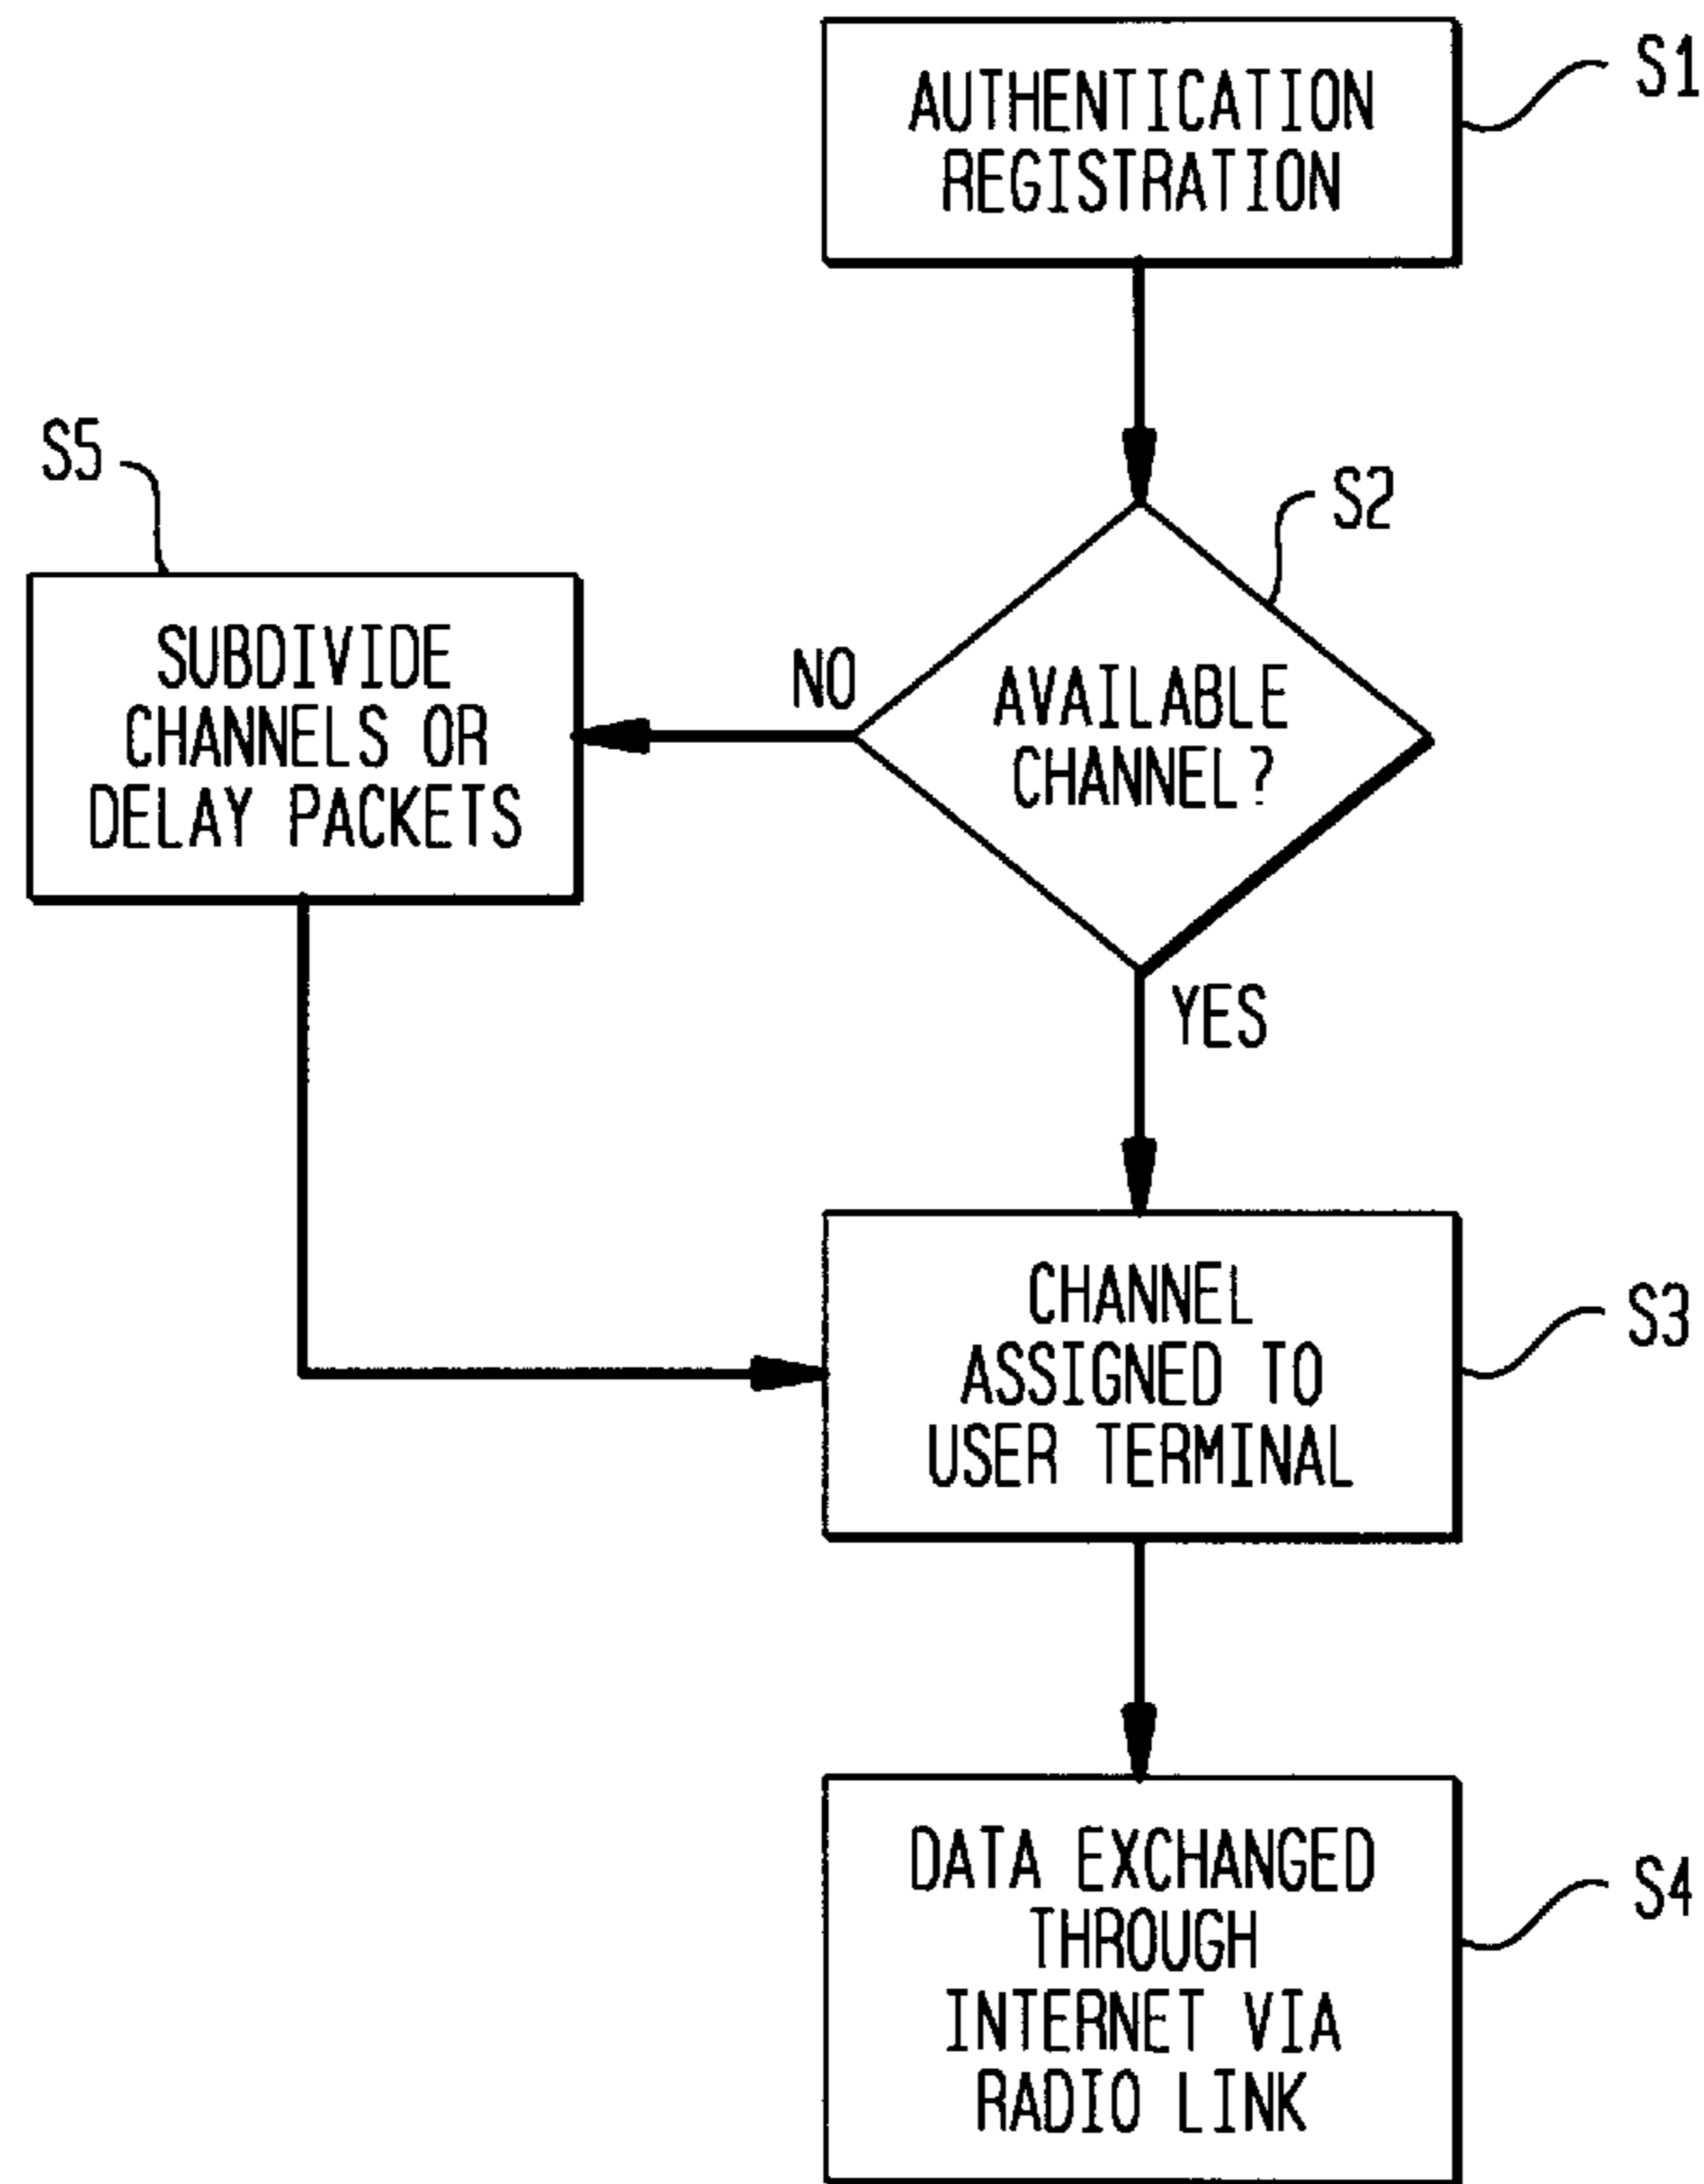 AUTHENTICATION
REGISTRATION
S1
S5
S2
SUBDIVIDE
CHANNELS OR
DELAY PACKETS
NO
AVAILABLE
CHANNEL?
YES
CHANNEL
ASSIGNED TO
USER TERMINAL
S3
DATA EXCHANGED
THROUGH
INTERNET VIA
RADIO LINK
S4